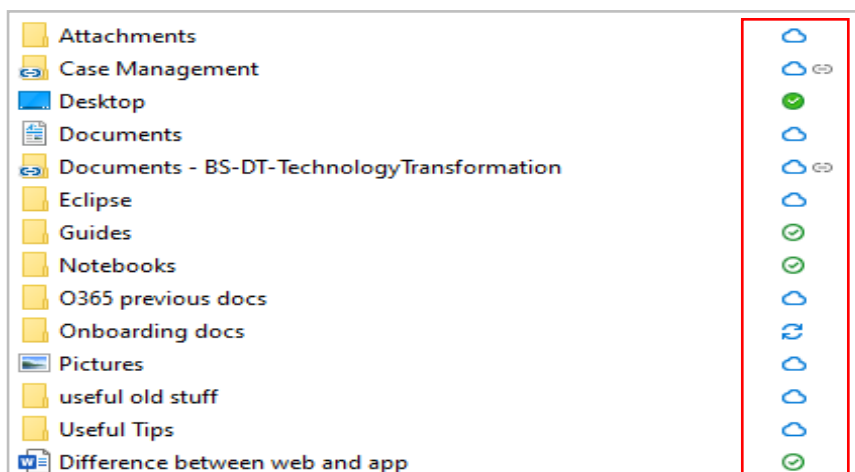 Attachments
Case Management
Desktop
Documents
Documents - BS-DT-TechnologyTransformation
Eclipse
Guides
Notebooks
O365 previous docs
Onboarding docs
Pictures
useful old stuff
Useful Tips
Difference between web and app